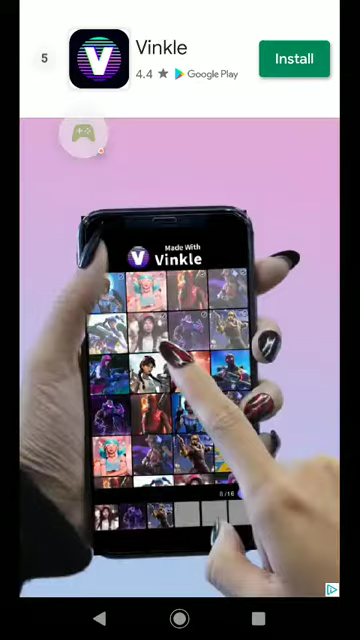 5
V
Vinkle
4.4 ★ Google Play
Install
Made With
V Vinkle
8/16